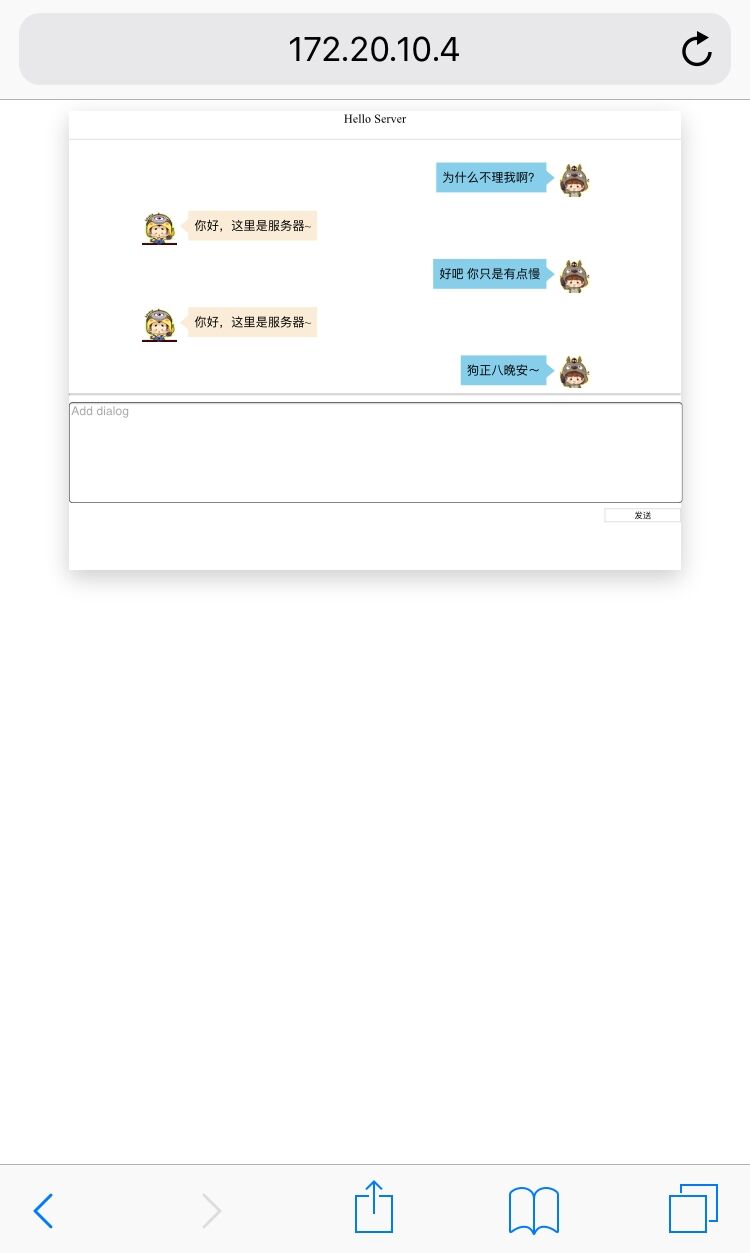 172.20.10.4
Hello Server
为什么不理我啊?
你好，这里是服务器~
好吧 你只是有点慢
你好，这里是服务器~
狗正八晚安～
Add dialog
发送